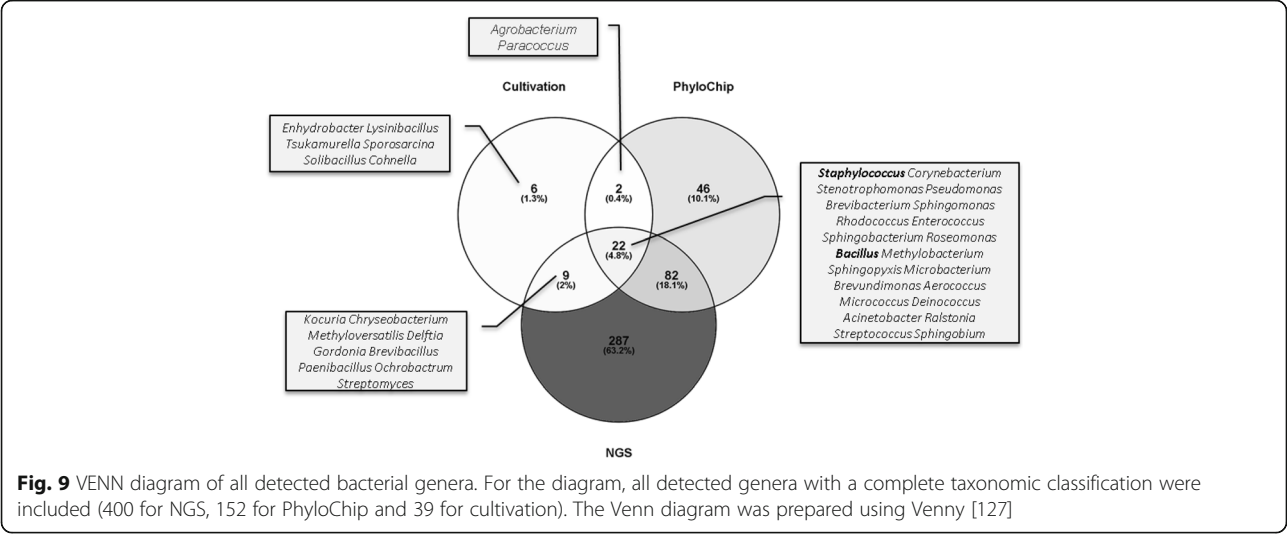 Agrobacterium
Paracoccus
Cultivation
PhyloChip
Enhydrobacter Lysinibacillus
Tsukamurella Sporosarcina
Solibacillus Cohnella
6
(1.3%)
2
(0.4%)
46
(10.1%)
Staphylococcus Corynebacterium
Stenotrophomonas Pseudomonas
Brevibacterium Sphingomonas
Rhodococcus Enterococcus
Sphingobacterium Roseomonas
Bacillus Methylobacterium
Sphingopyxis Microbacterium
Brevundimonas Aerococcus
Micrococcus Deinococcus
Acinetobacter Ralstonia
Streptococcus Sphingobium
22
(4.8%)
9
(2%)
82
(18.1%)
Kocuria Chryseobacterium
Methyloversatilis Delftia
Gordonia Brevibacillus
Paenibacillus Ochrobactrum
Streptomyces
287
(63.2%)
NGS
Fig. 9 VENN diagram of all detected bacterial genera. For the diagram, all detected genera with a complete taxonomic classification were
included (400 for NGS, 152 for PhyloChip and 39 for cultivation). The Venn diagram was prepared using Venny [127]